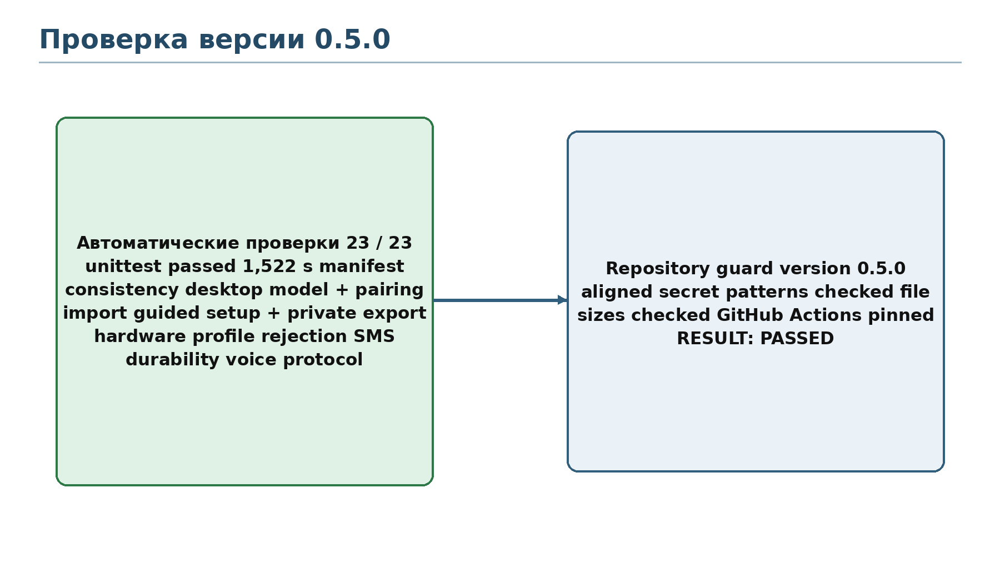 Проверка версии 0.5.0
Автоматические проверки 23 / 23
unittest passed 1,522 s manifest
consistency desktop model + pairing
import guided setup + private export
hardware profile rejection SMS
durability voice protocol
Repository guard version 0.5.0
aligned secret patterns checked file
sizes checked GitHub Actions pinned
RESULT: PASSED